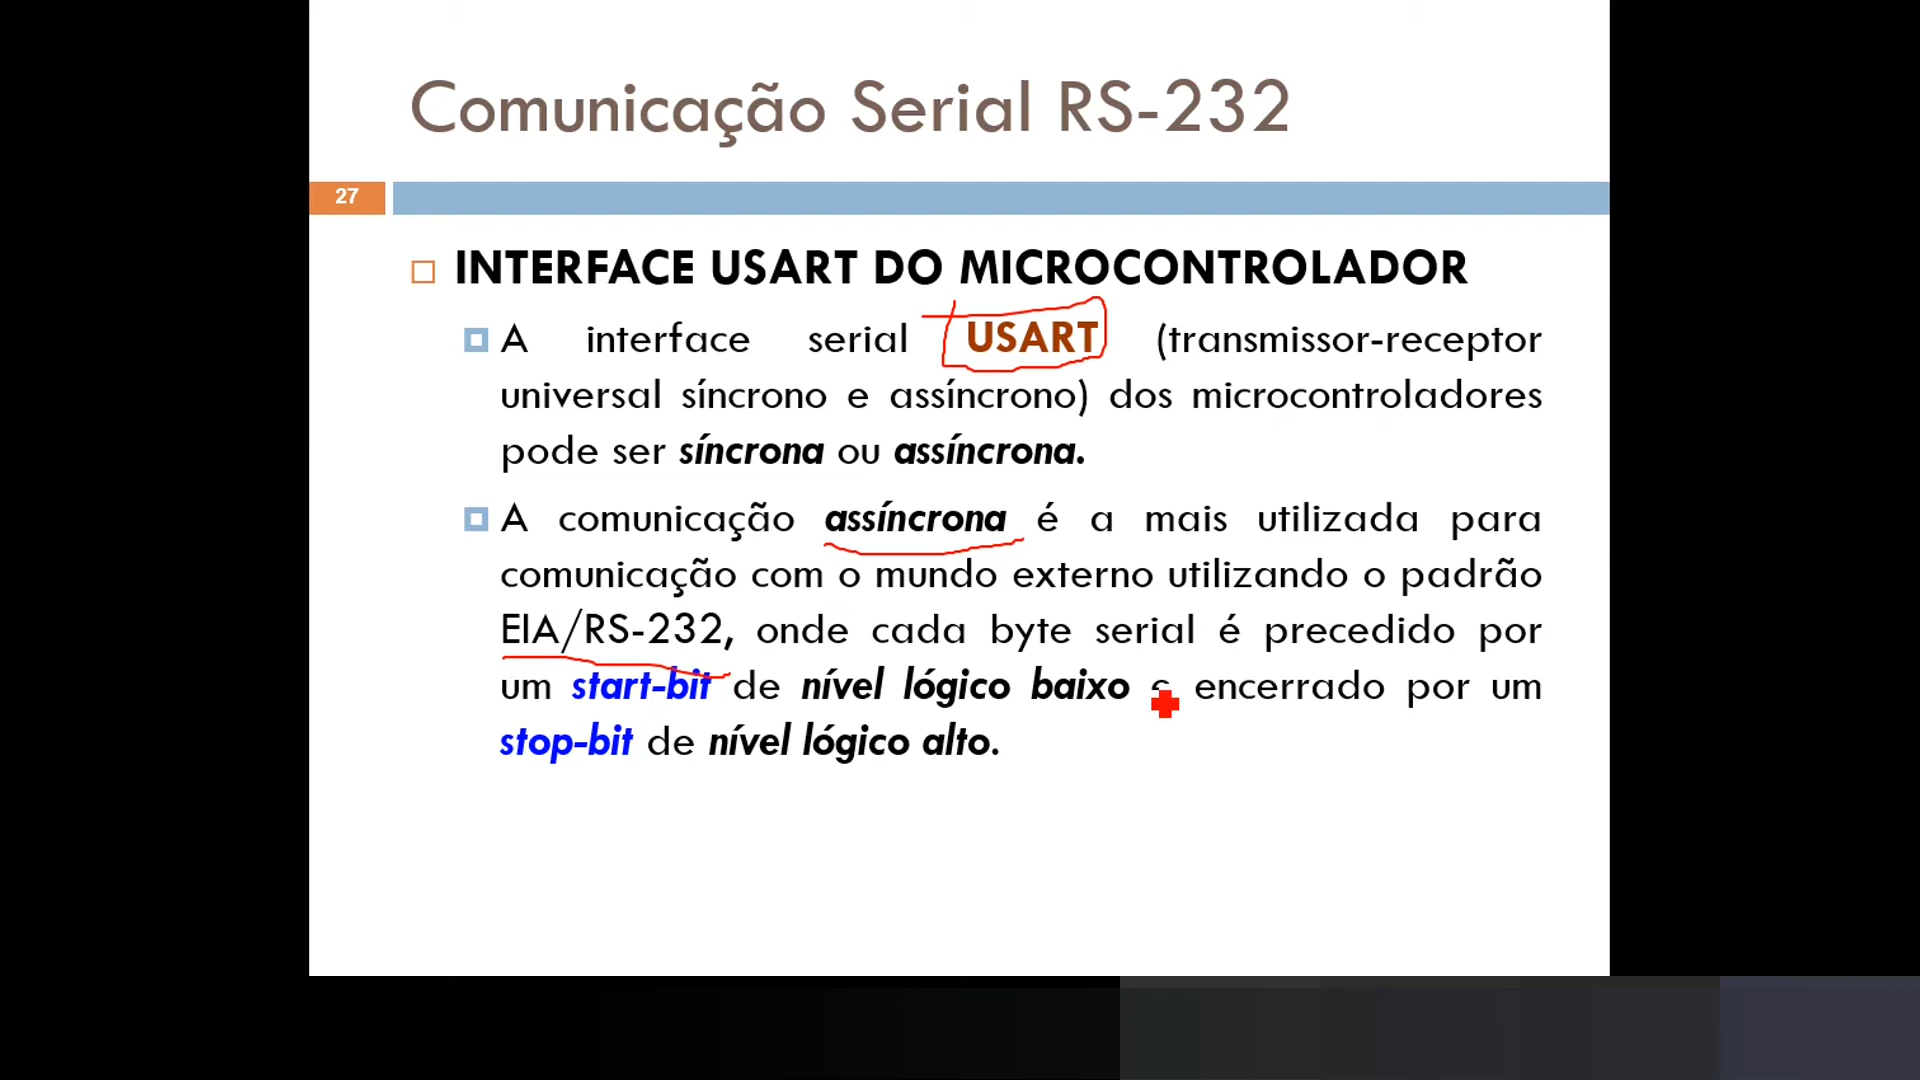 Comunicação Serial RS-232
27
INTERFACE USART DO MICROCONTROLADOR
A interface serial USART (transmissor-receptor
universal síncrono e assíncrono) dos microcontroladores
pode ser síncrona ou assíncrona.
A comunicação assíncrona é a mais utilizada para
comunicação com o mundo externo utilizando o padrão
EIA/RS-232, onde cada byte serial é precedido por
um start-bit de nível lógico baixo e encerrado por um
stop-bit de nível lógico alto.